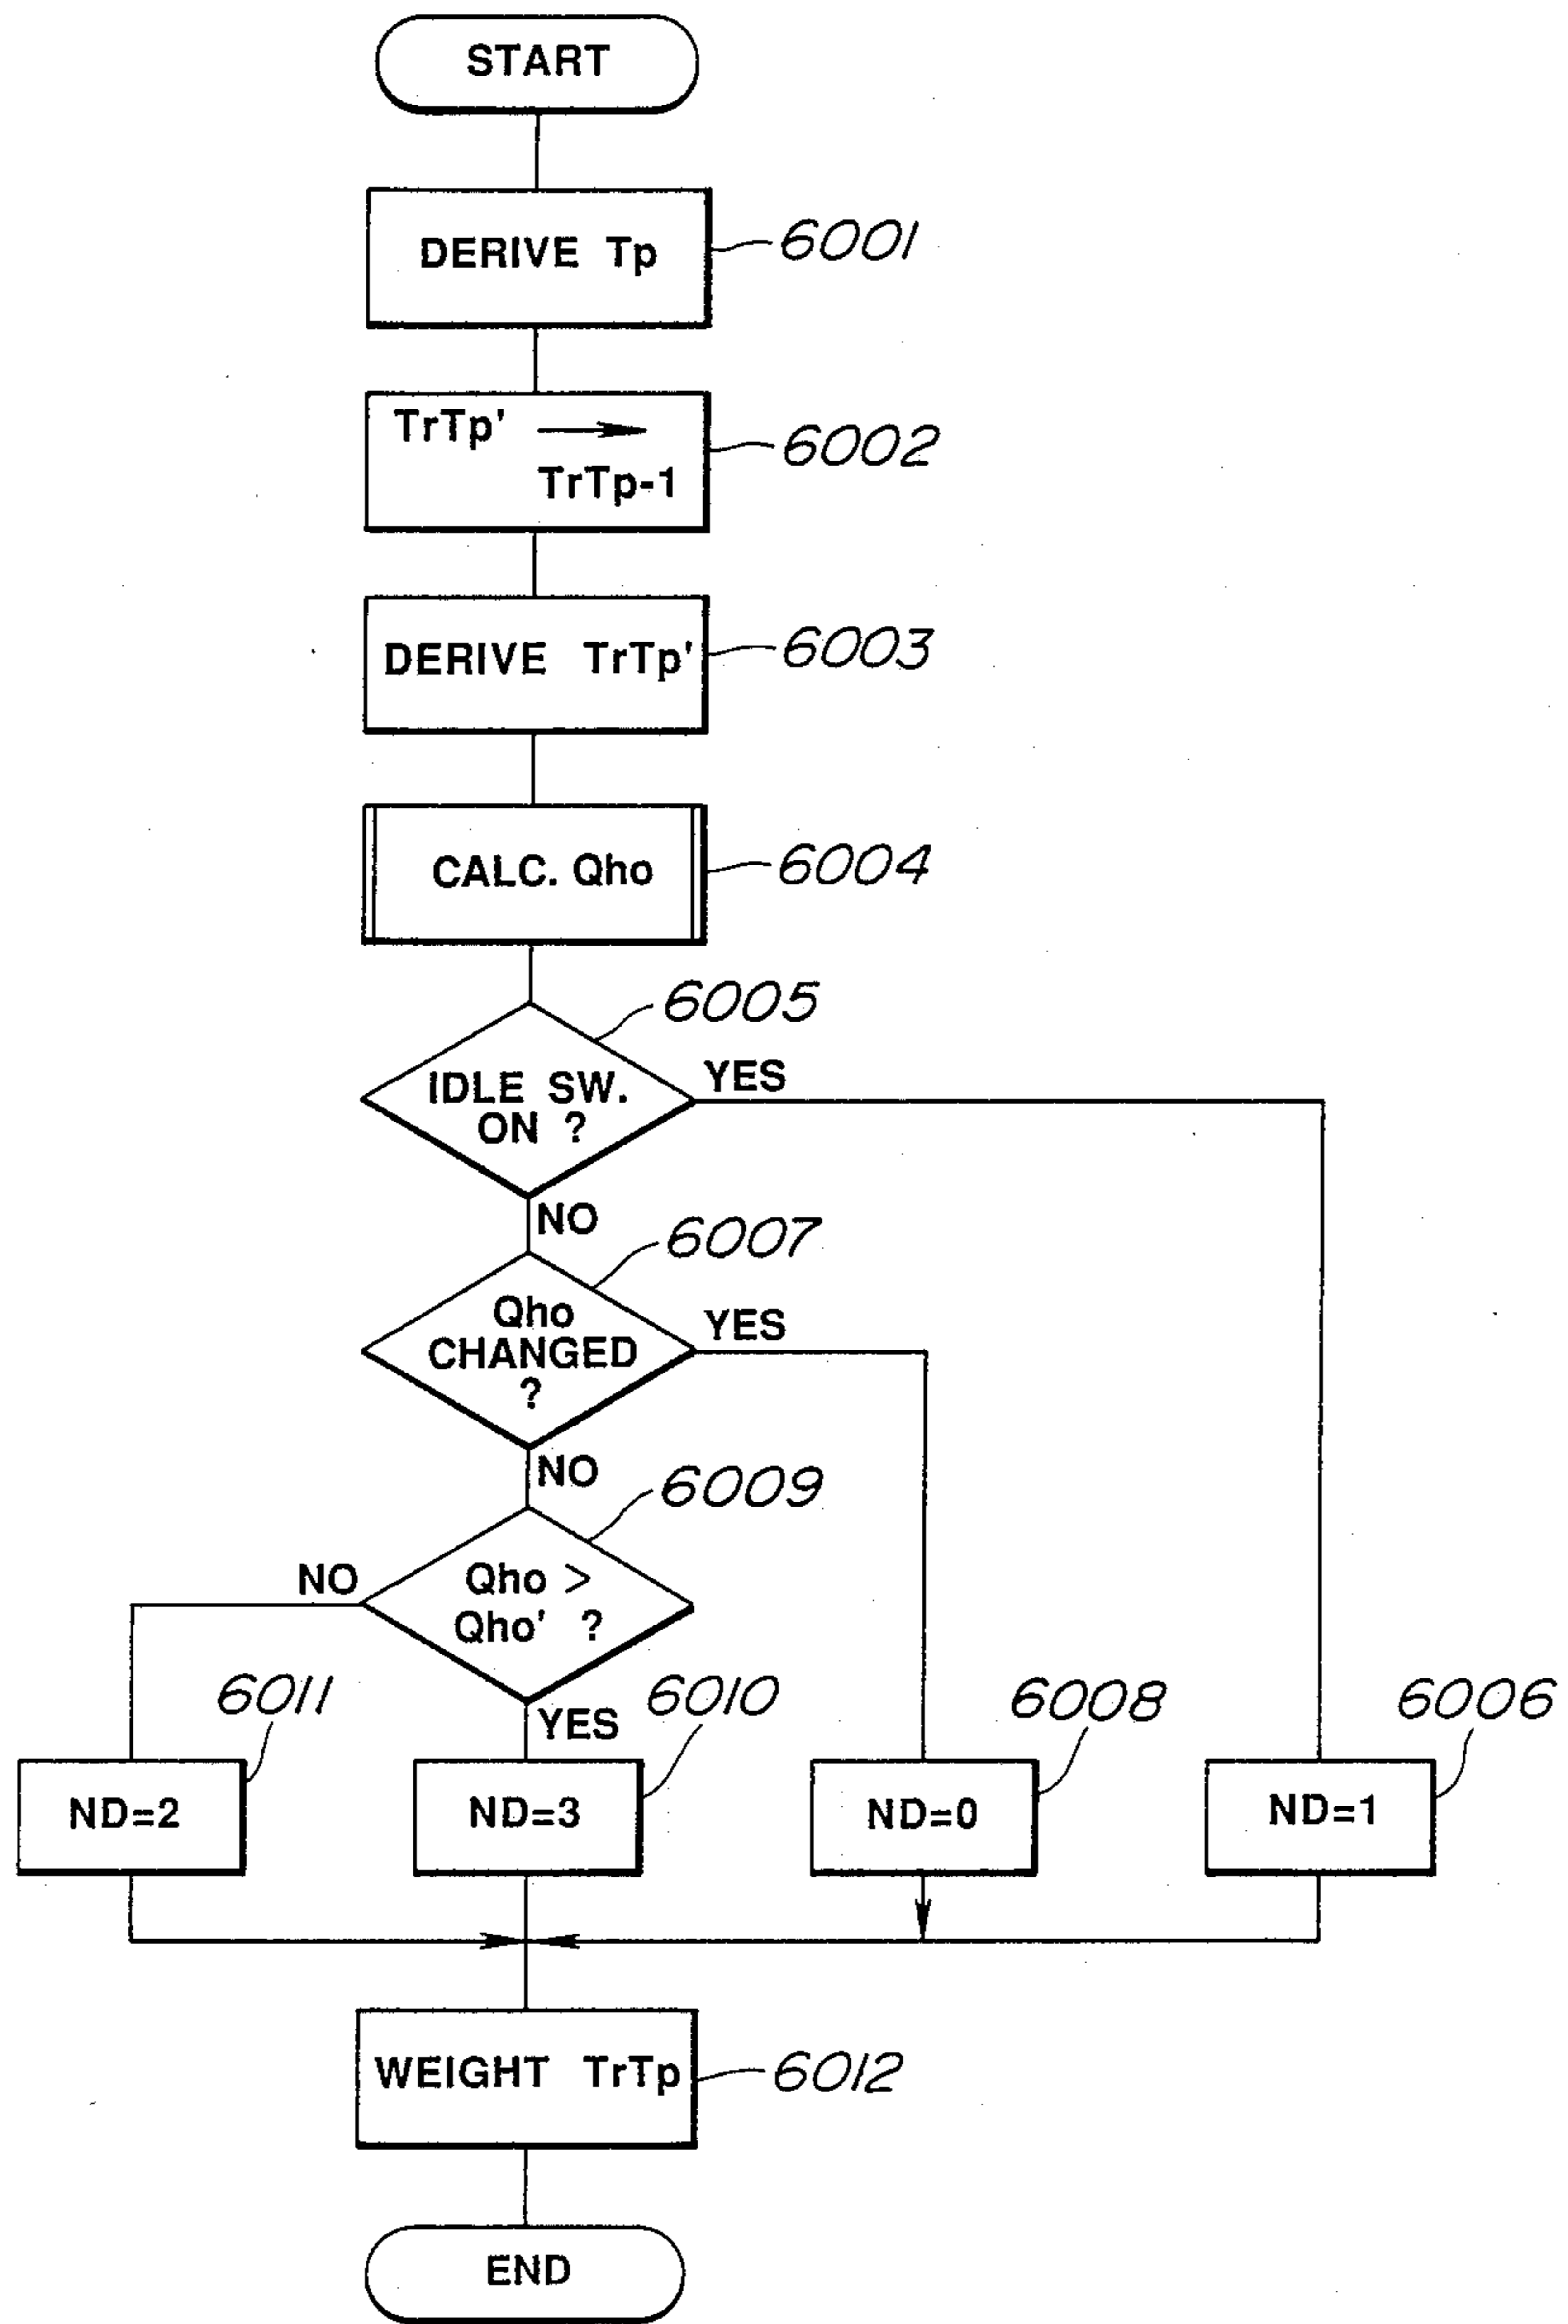 START
DERIVE Tp
6001
TrTp' →
TrTp-1
6002
DERIVE TrTp'
6003
CALC. Qho
6004
6005
IDLE SW.
ON ?
YES
NO
6007
Qho
CHANGED
?
YES
NO
6009
Qho >
Qho' ?
NO
YES
6011
6010
6008
6006
ND=2
ND=3
ND=0
ND=1
WEIGHT TrTp
6012
END